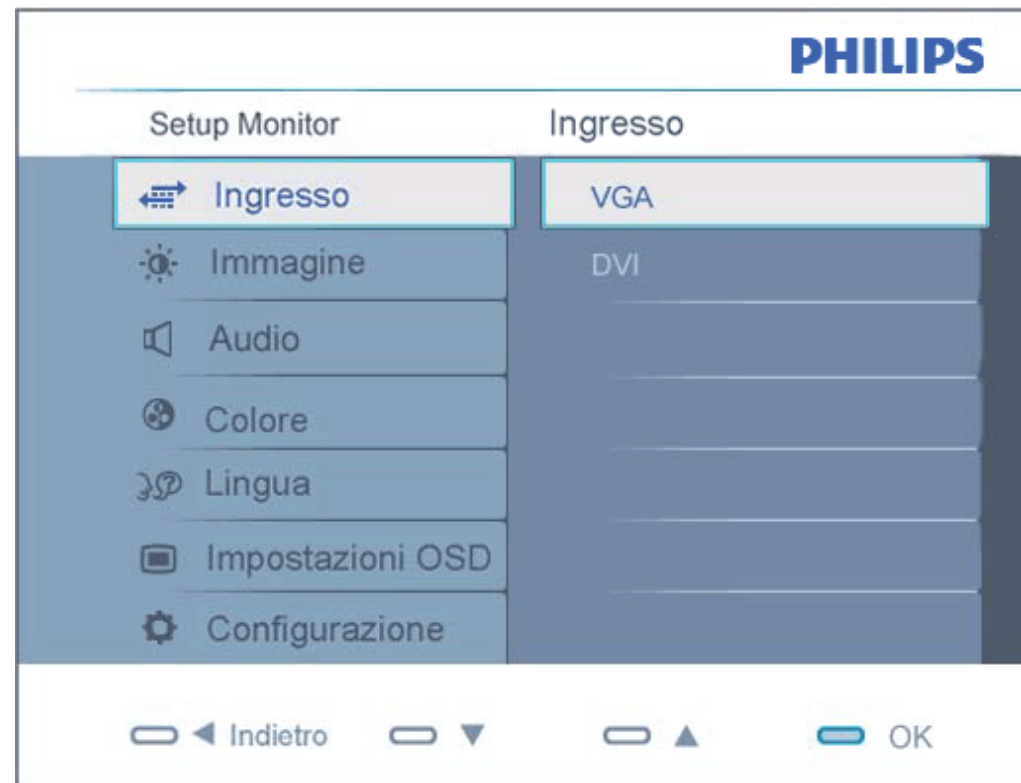 PHILIPS
Setup Monitor
Ingresso
Ingresso
VGA
Immagine
DVI
Audio
Colore
Lingua
Impostazioni OSD
Configurazione
Indietro
OK